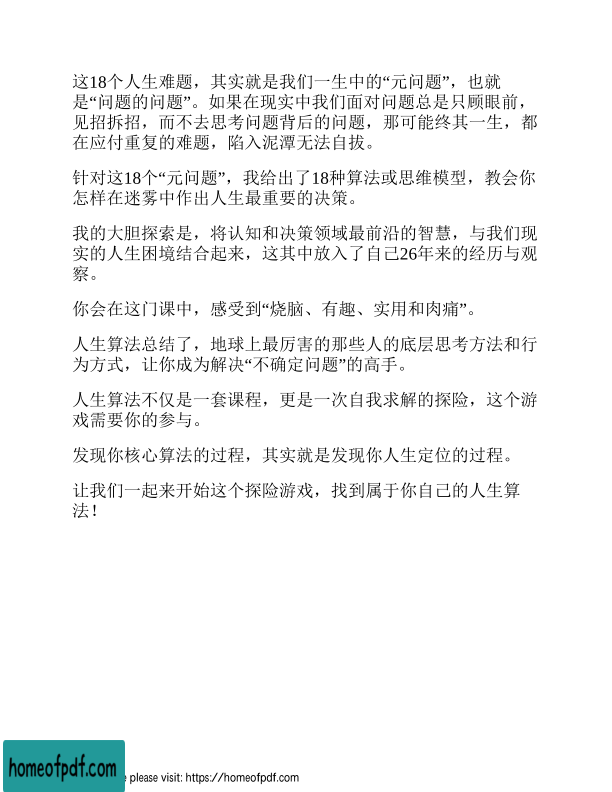 这18个人生难题，其实就是我们一生中的“元问题”，也就
是“问题的问题”。如果在现实中我们面对问题总是只顾眼前，
见招拆招，而不去思考问题背后的问题，那可能终其一生，都
在应付重复的难题，陷入泥潭无法自拔。
针对这18个“元问题”，我给出了18种算法或思维模型，教会你
怎样在迷雾中作出人生最重要的决策。
我的大胆探索是，将认知和决策领域最前沿的智慧，与我们现
实的人生困境结合起来，这其中放入了自己26年来的经历与观
察。
你会在这门课中，感受到“烧脑、有趣、实用和肉痛”。
人生算法总结了，地球上最厉害的那些人的底层思考方法和行
为方式，让你成为解决“不确定问题”的高手。
人生算法不仅是一套课程，更是一次自我求解的探险，这个游
戏需要你的参与。
发现你核心算法的过程，其实就是发现你人生定位的过程。
让我们一起来开始这个探险游戏，找到属于你自己的人生算
法！
homeofpdf.com
e please visit: https://homeofpdf.com